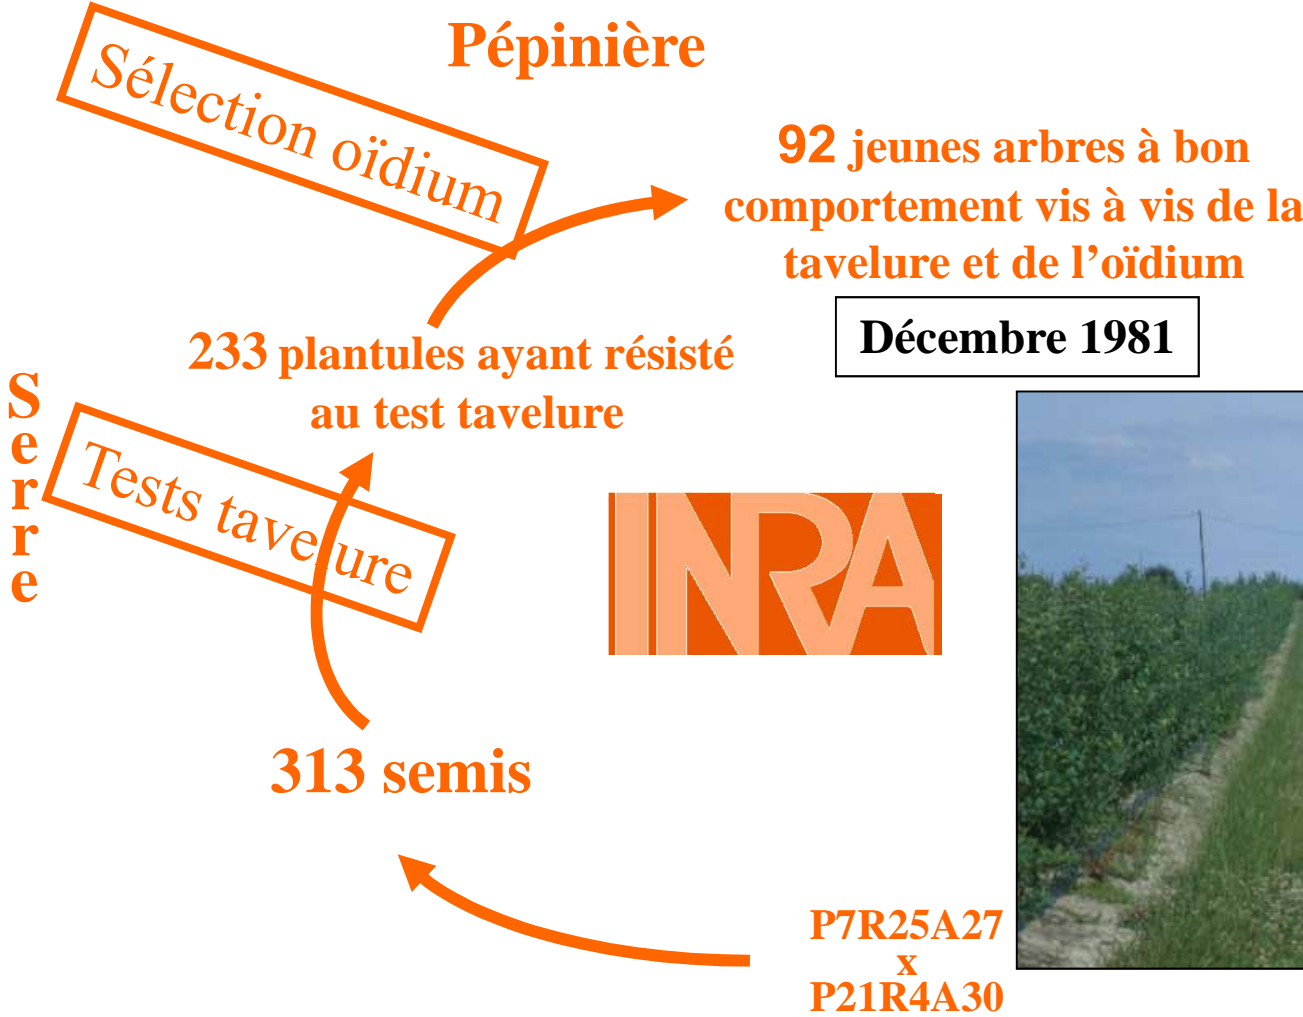 Pépinière
Sélection oïdium
92 jeunes arbres à bon
comportement vis à vis de la
tavelure et de l’oïdium
Décembre 1981
233 plantules ayant résisté
au test tavelure
Serre
Tests tavelure
INRA
313 semis
P7R25A27
x
P21R4A30